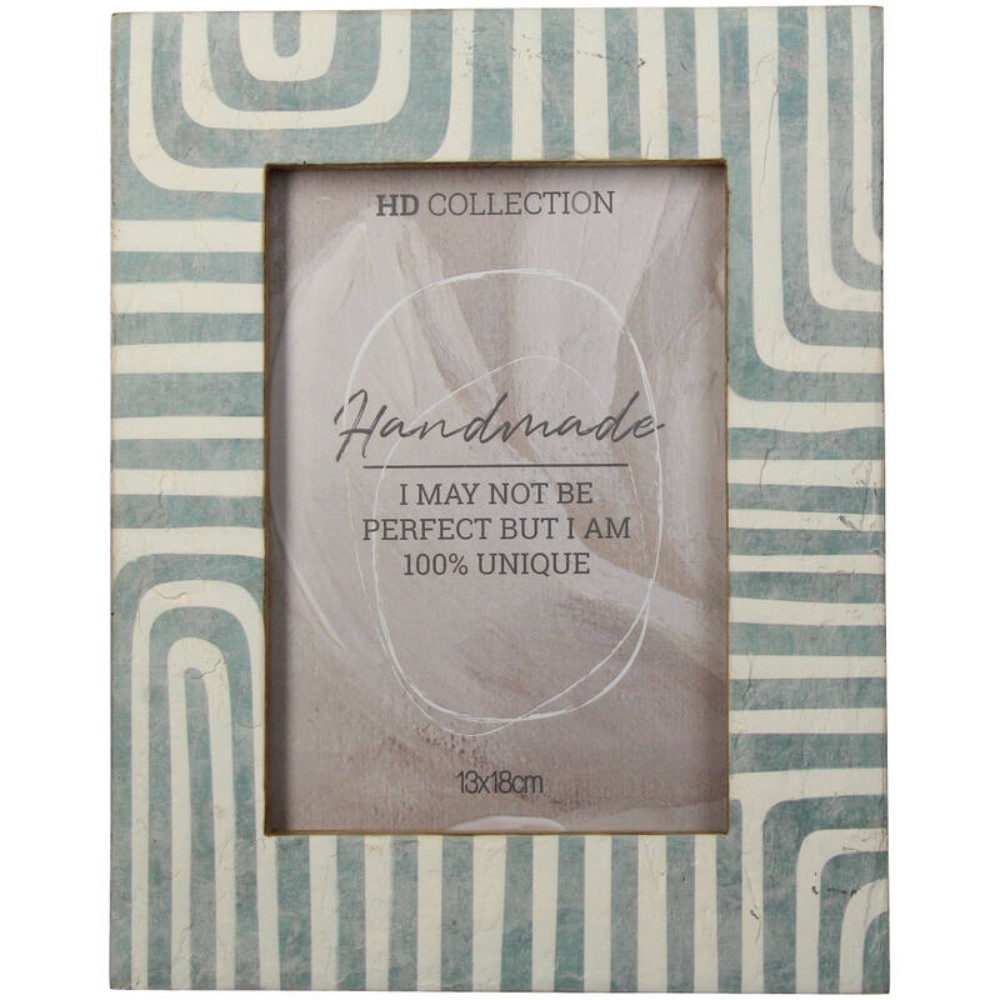 HD COLLECTION
Handmade
I MAY NOT BE
PERFECT BUT I AM
100% UNIQUE
13x18cm